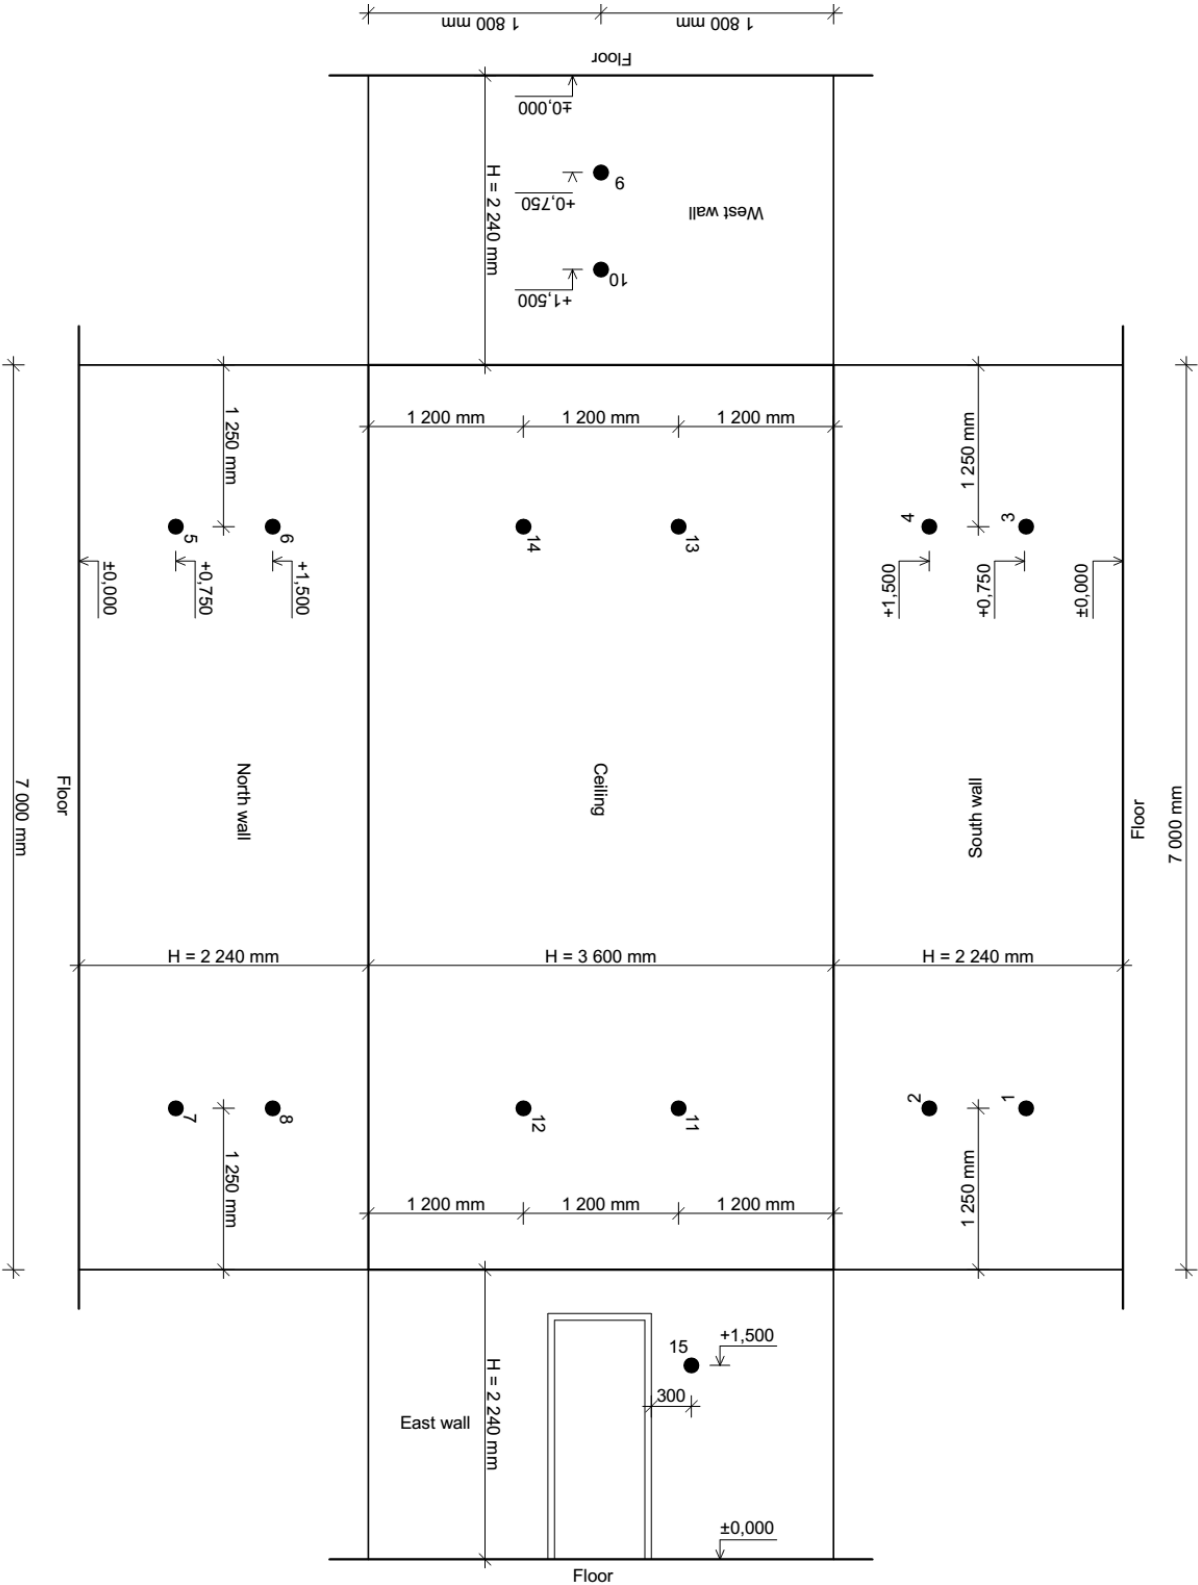 1 800 mm
1 800 mm
Floor
±0,000
9
+0,750
H = 2 240 mm
West wall
10
+1,500
1 200 mm
1 200 mm
1 200 mm
1 250 mm
1 250 mm
5
6
14
13
4
3
±0,000
+0,750
+1,500
+1,500
+0,750
±0,000
7 000 mm
Floor
North wall
Ceiling
South wall
Floor
7 000 mm
H = 2 240 mm
H = 3 600 mm
H = 2 240 mm
7
8
12
11
2
1
1 250 mm
1 250 mm
1 200 mm
1 200 mm
1 200 mm
15
+1,500
300
H = 2 240 mm
East wall
±0,000
Floor